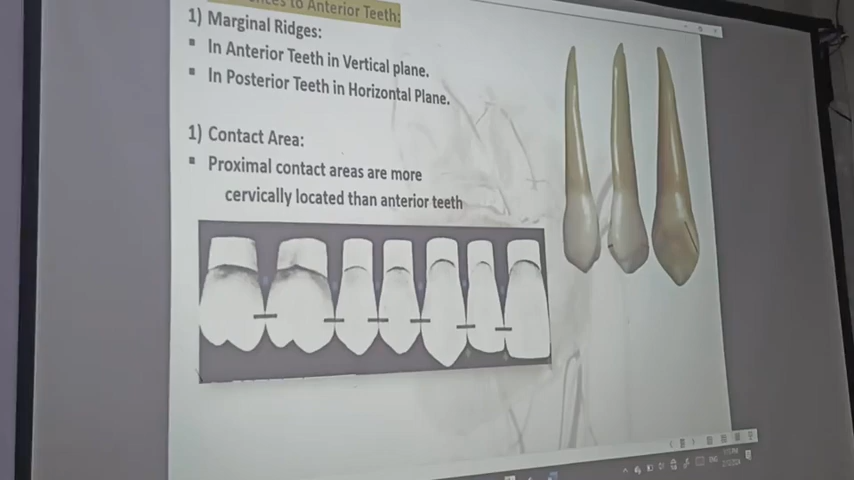 to Anterior Teeth:
1) Marginal Ridges:
▪ In Anterior Teeth in Vertical plane.
▪ In Posterior Teeth in Horizontal Plane.
1) Contact Area:
▪ Proximal contact areas are more
cervically located than anterior teeth
ENG